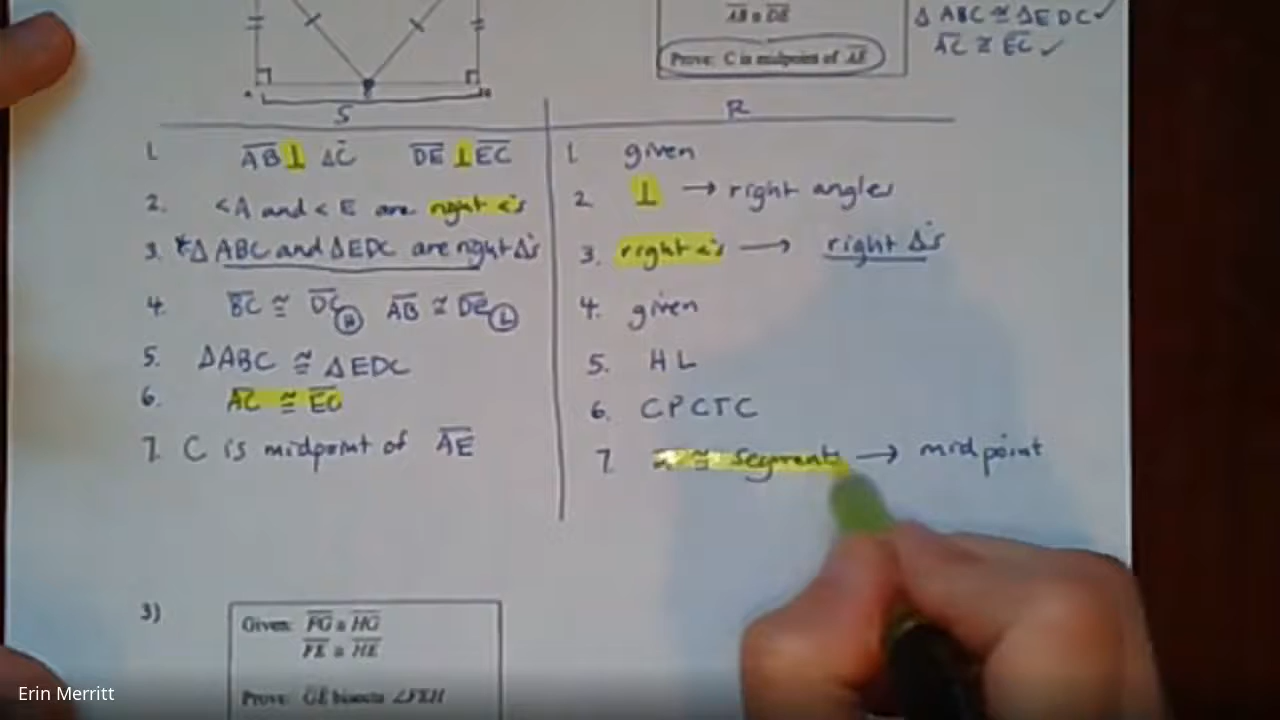 AB ≅ DE
Δ ABC ≅ Δ EDC ✓
Prove: C is midpoint of AE
AC ≅ EC ✓
S R
1. AB ⊥ AC DE ⊥ EC 1. given
2. <A and <E are right <'s 2. ⊥ → right angles
3. *Δ ABC and Δ EDC are right Δ's 3. right <'s → right Δ's
4. BC ≅ DC H AB ≅ DE L 4. given
5. ΔABC ≅ ΔEDC 5. HL
6. AC ≅ EC 6. CPCTC
7. C is midpoint of AE 7. 2 ≅ segments → midpoint
3)
Given: FG ≅ HG
FE ≅ HE
Prove: GE bisects ∠FEH
Erin Merritt